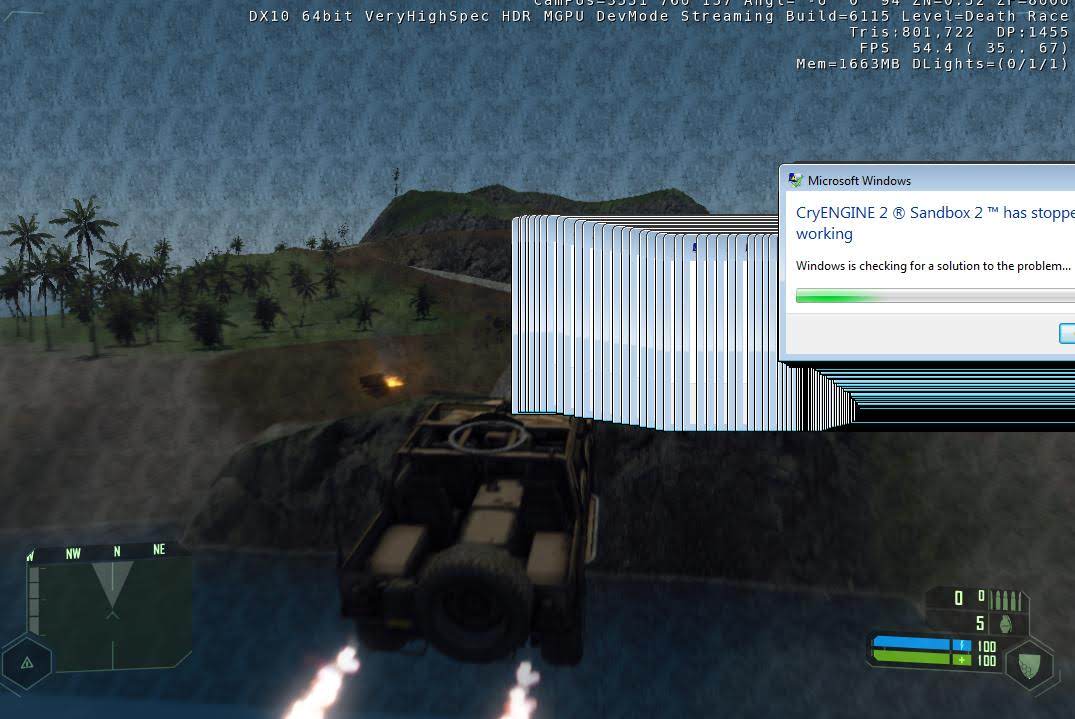 DX10 64bit VeryHighSpec HDR MGPU DevMode Streaming Build=6115 Level=Death Race
Tris:801,722 DP:1455
FPS 54.4 ( 35.. 67)
Mem=1663MB DLights=(0/1/1)
Microsoft Windows
CryENGINE 2 ® Sandbox 2 ™ has stoppe
working
Windows is checking for a solution to the problem...
W NW N NE
0 0
5
100
100